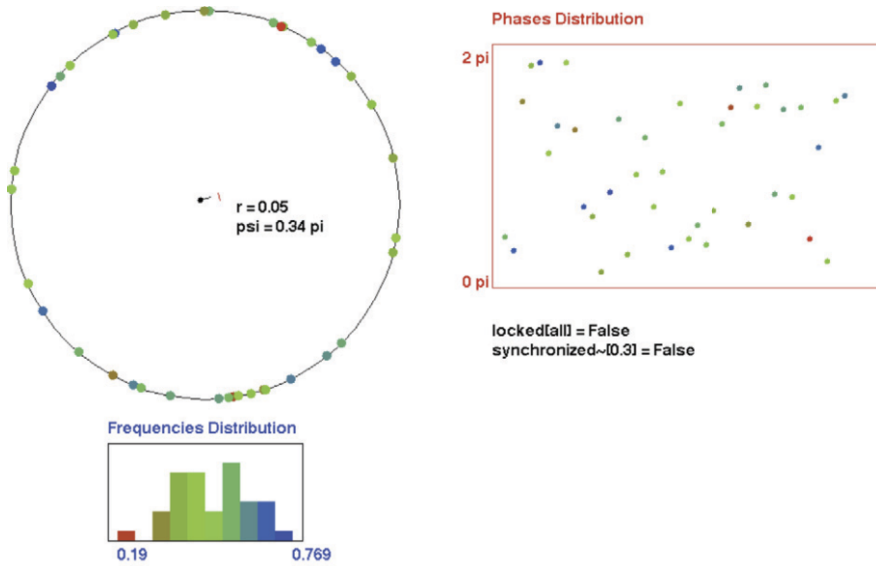 Phases Distribution
2 pi
r = 0.05
psi = 0.34 pi
0 pi
locked[all] = False
synchronized~[0.3] = False
Frequencies Distribution
0.19
0.769